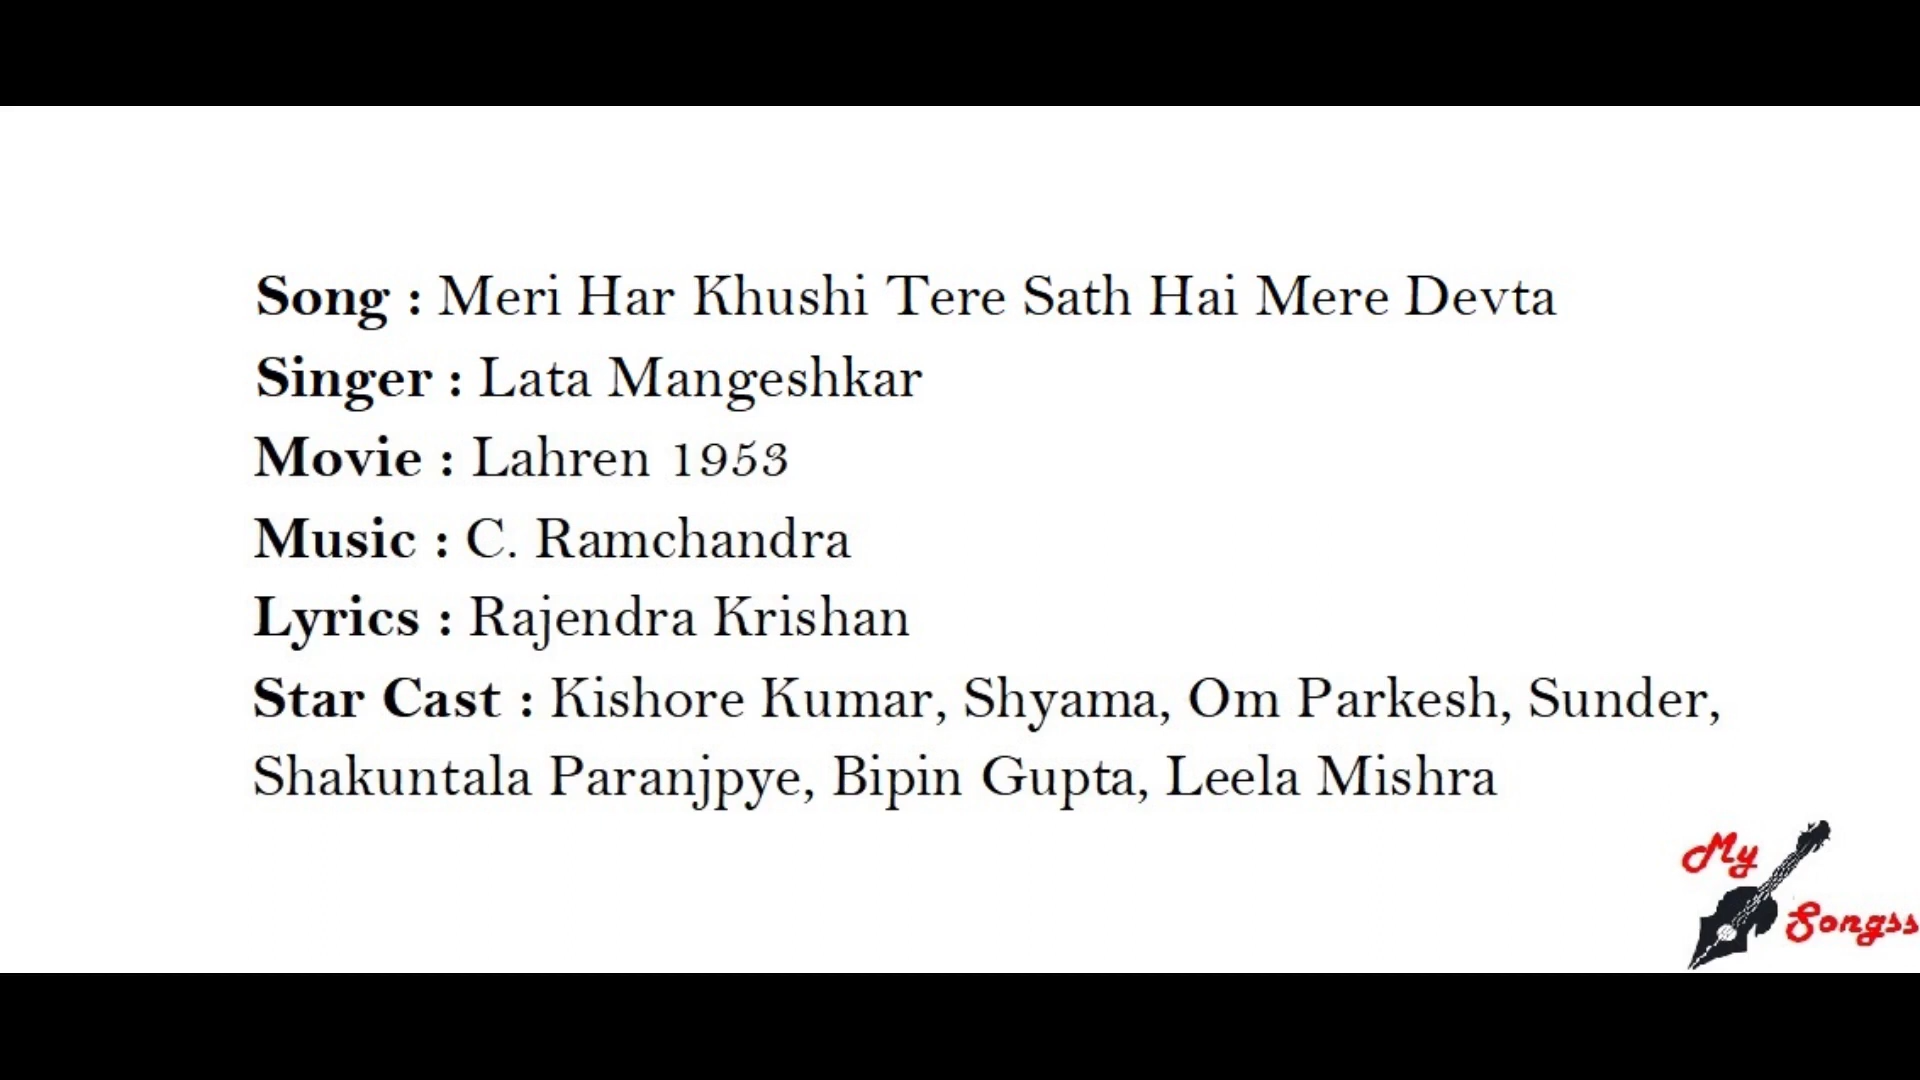 Song : Meri Har Khushi Tere Sath Hai Mere Devta
Singer : Lata Mangeshkar
Movie : Lahren 1953
Music : C. Ramchandra
Lyrics : Rajendra Krishan
Star Cast : Kishore Kumar, Shyama, Om Parkesh, Sunder,
Shakuntala Paranjpye, Bipin Gupta, Leela Mishra
My
Songss